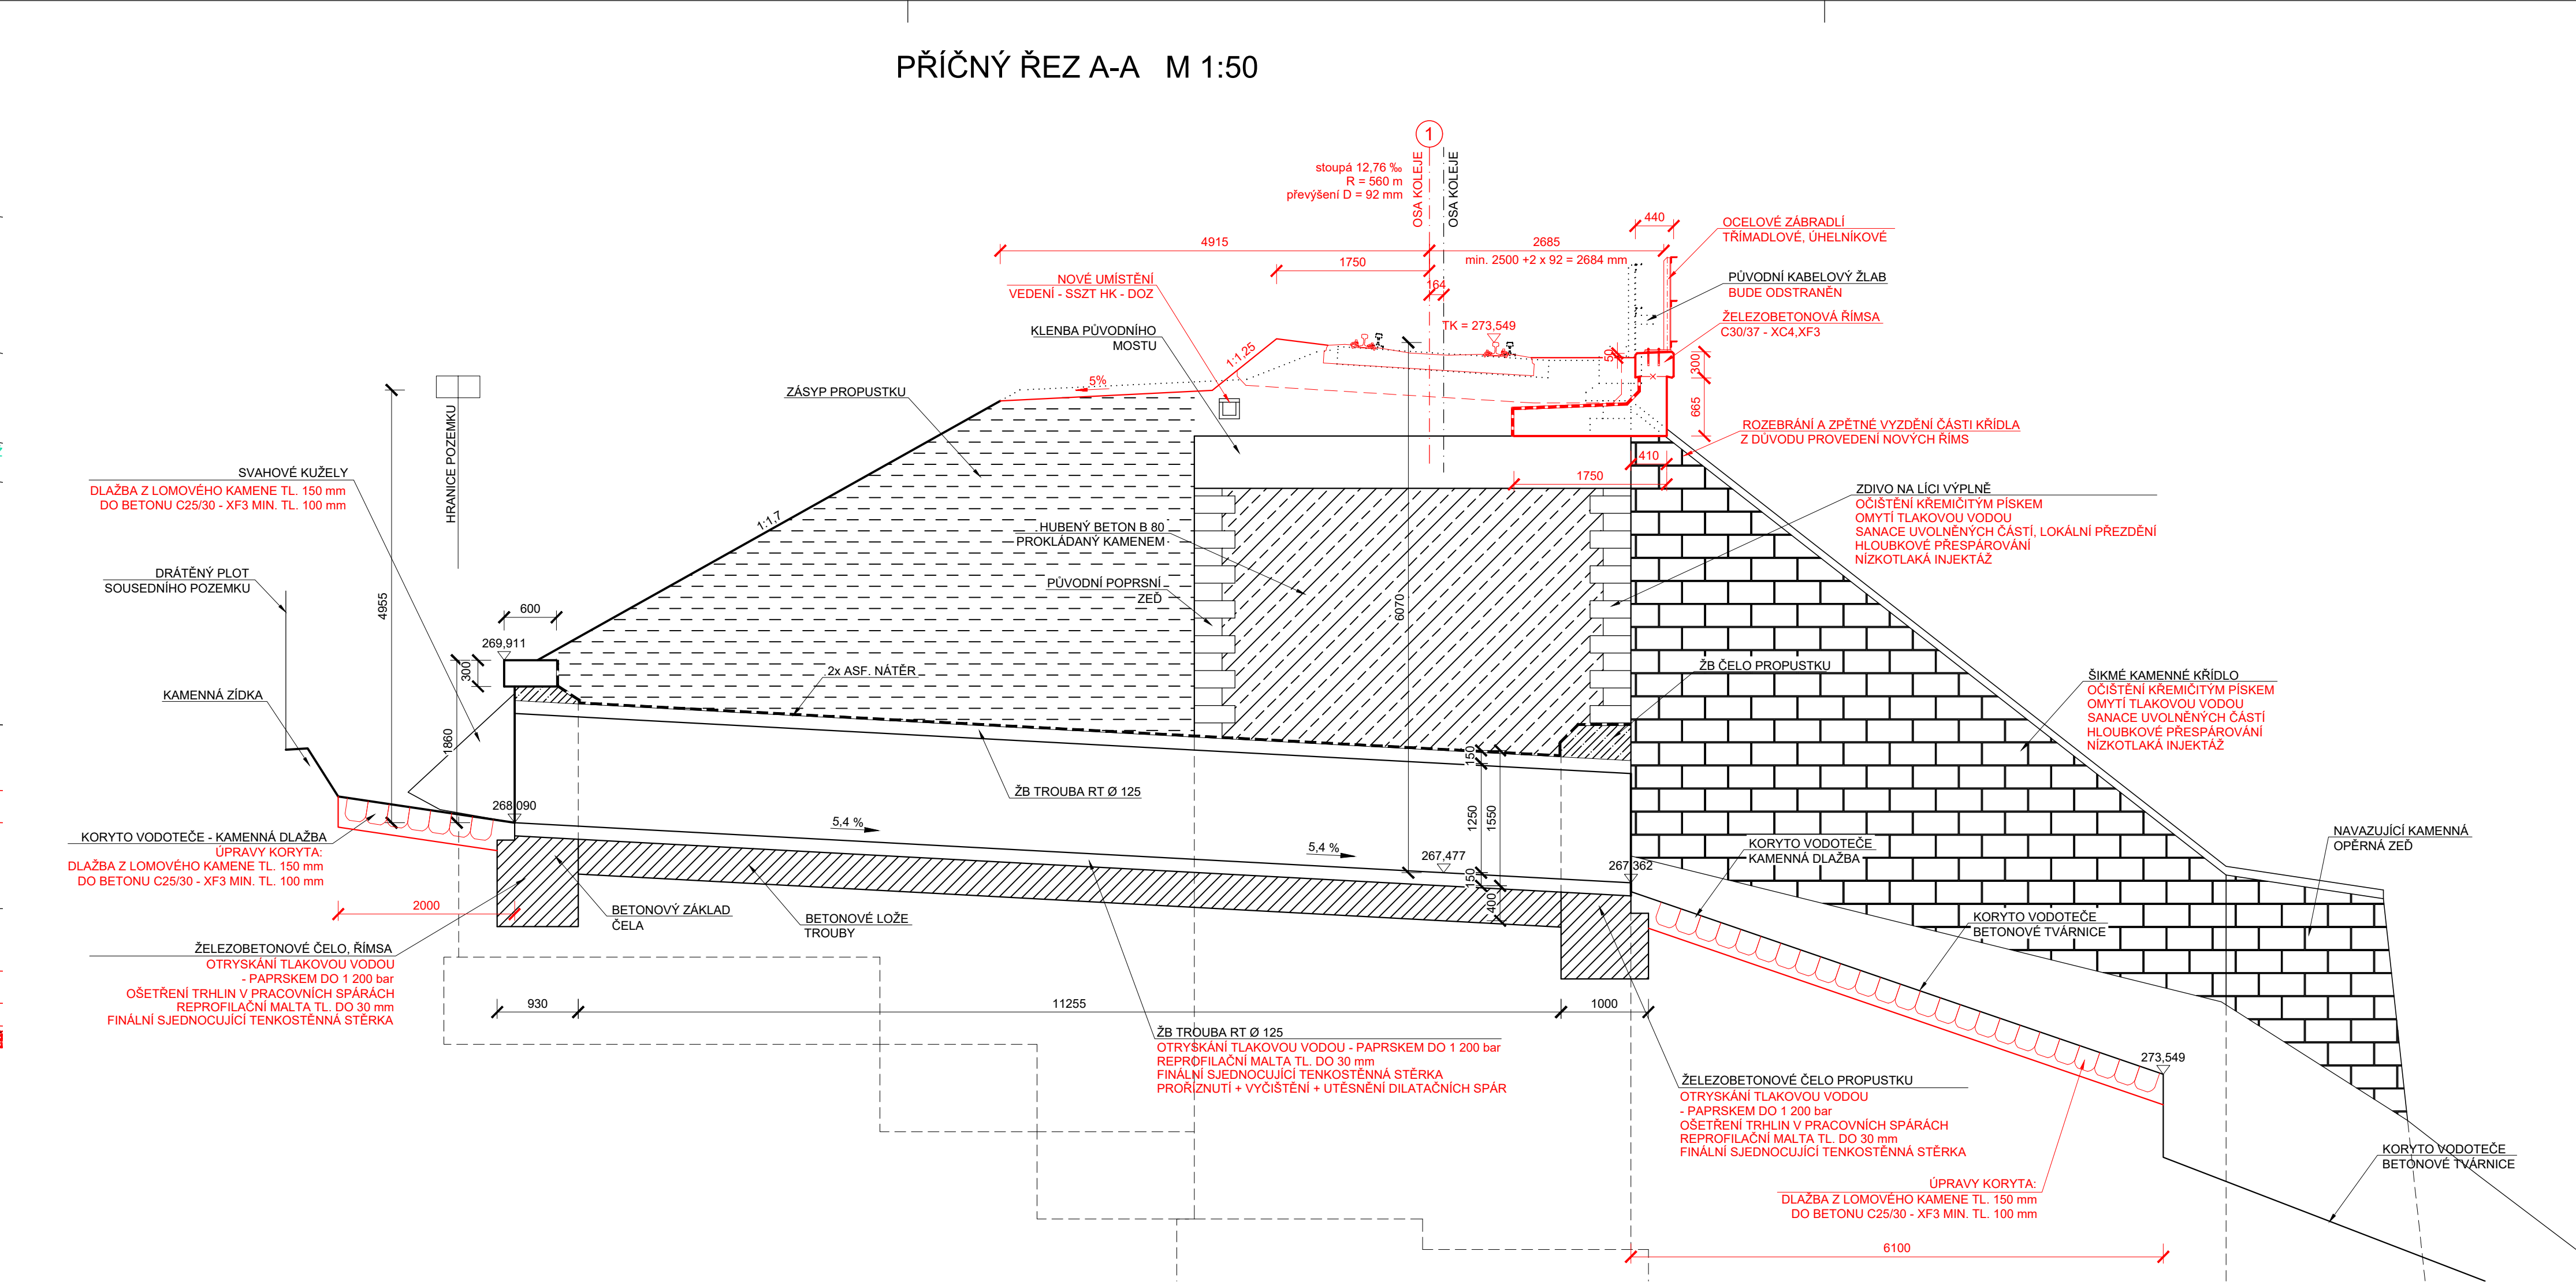 PŘÍČNÝ ŘEZ A-A   M 1:50
1
stoupá 12,76 ‰
R = 560 m
převýšení D = 92 mm
OSA KOLEJE
OSA KOLEJE
440
OCELOVÉ ZÁBRADLÍ
TŘÍMADLOVÉ, ÚHELNÍKOVÉ
4915
2685
1750
min. 2500 +2 x 92 = 2684 mm
164
NOVÉ UMÍSTĚNÍ
VEDENÍ - SSZT HK - DOZ
PŮVODNÍ KABELOVÝ ŽLAB
BUDE ODSTRANĚN
KLENBA PŮVODNÍHO
MOSTU
TK = 273,549
ŽELEZOBETONOVÁ ŘÍMSA
C30/37 - XC4,XF3
50
300
665
1:1,25
5%
ZÁSYP PROPUSTKU
HRANICE POZEMKU
ROZEBRÁNÍ A ZPĚTNÉ VYZDĚNÍ ČÁSTI KŘÍDLA
Z DŮVODU PROVEDENÍ NOVÝCH ŘÍMS
410
1750
SVAHOVÉ KUŽELY
DLAŽBA Z LOMOVÉHO KAMENE TL. 150 mm
DO BETONU C25/30 - XF3 MIN. TL. 100 mm
ZDIVO NA LÍCI VÝPLNĚ
OČIŠTĚNÍ KŘEMIČITÝM PÍSKEM
OMYTÍ TLAKOVOU VODOU
SANACE UVOLNĚNÝCH ČÁSTÍ, LOKÁLNÍ PŘEZDĚNÍ
HLOUBKOVÉ PŘESPÁROVÁNÍ
NÍZKOTLAKÁ INJEKTÁŽ
1:1,7
HUBENÝ BETON B 80
PROKLÁDANÝ KAMENEM
DRÁTĚNÝ PLOT
SOUSEDNÍHO POZEMKU
4955
PŮVODNÍ POPRSNÍ
ZEĎ
6070
600
269,911
300
2x ASF. NÁTĚR
ŽB ČELO PROPUSTKU
KAMENNÁ ZÍDKA
1860
ŠIKMÉ KAMENNÉ KŘÍDLO
OČIŠTĚNÍ KŘEMIČITÝM PÍSKEM
OMYTÍ TLAKOVOU VODOU
SANACE UVOLNĚNÝCH ČÁSTÍ
HLOUBKOVÉ PŘESPÁROVÁNÍ
NÍZKOTLAKÁ INJEKTÁŽ
150
1250
1550
150
400
ŽB TROUBA RT Ø 125
268,090
5,4 %
5,4 %
267,477
267,362
KORYTO VODOTEČE - KAMENNÁ DLAŽBA
ÚPRAVY KORYTA:
DLAŽBA Z LOMOVÉHO KAMENE TL. 150 mm
DO BETONU C25/30 - XF3 MIN. TL. 100 mm
KORYTO VODOTEČE
KAMENNÁ DLAŽBA
NAVAZUJÍCÍ KAMENNÁ
OPĚRNÁ ZEĎ
2000
BETONOVÝ ZÁKLAD
ČELA
BETONOVÉ LOŽE
TROUBY
KORYTO VODOTEČE
BETONOVÉ TVÁRNICE
ŽELEZOBETONOVÉ ČELO, ŘÍMSA
OTRYSKÁNÍ TLAKOVOU VODOU
- PAPRSKEM DO 1 200 bar
OŠETŘENÍ TRHLIN V PRACOVNÍCH SPÁRÁCH
REPROFILAČNÍ MALTA TL. DO 30 mm
FINÁLNÍ SJEDNOCUJÍCÍ TENKOSTĚNNÁ STĚRKA
930
11255
1000
ŽB TROUBA RT Ø 125
OTRYSKÁNÍ TLAKOVOU VODOU - PAPRSKEM DO 1 200 bar
REPROFILAČNÍ MALTA TL. DO 30 mm
FINÁLNÍ SJEDNOCUJÍCÍ TENKOSTĚNNÁ STĚRKA
PROŘÍZNUTÍ + VYČIŠTĚNÍ + UTĚSNĚNÍ DILATAČNÍCH SPÁR
273,549
ŽELEZOBETONOVÉ ČELO PROPUSTKU
OTRYSKÁNÍ TLAKOVOU VODOU
- PAPRSKEM DO 1 200 bar
OŠETŘENÍ TRHLIN V PRACOVNÍCH SPÁRÁCH
REPROFILAČNÍ MALTA TL. DO 30 mm
FINÁLNÍ SJEDNOCUJÍCÍ TENKOSTĚNNÁ STĚRKA
KORYTO VODOTEČE
BETONOVÉ TVÁRNICE
ÚPRAVY KORYTA:
DLAŽBA Z LOMOVÉHO KAMENE TL. 150 mm
DO BETONU C25/30 - XF3 MIN. TL. 100 mm
6100